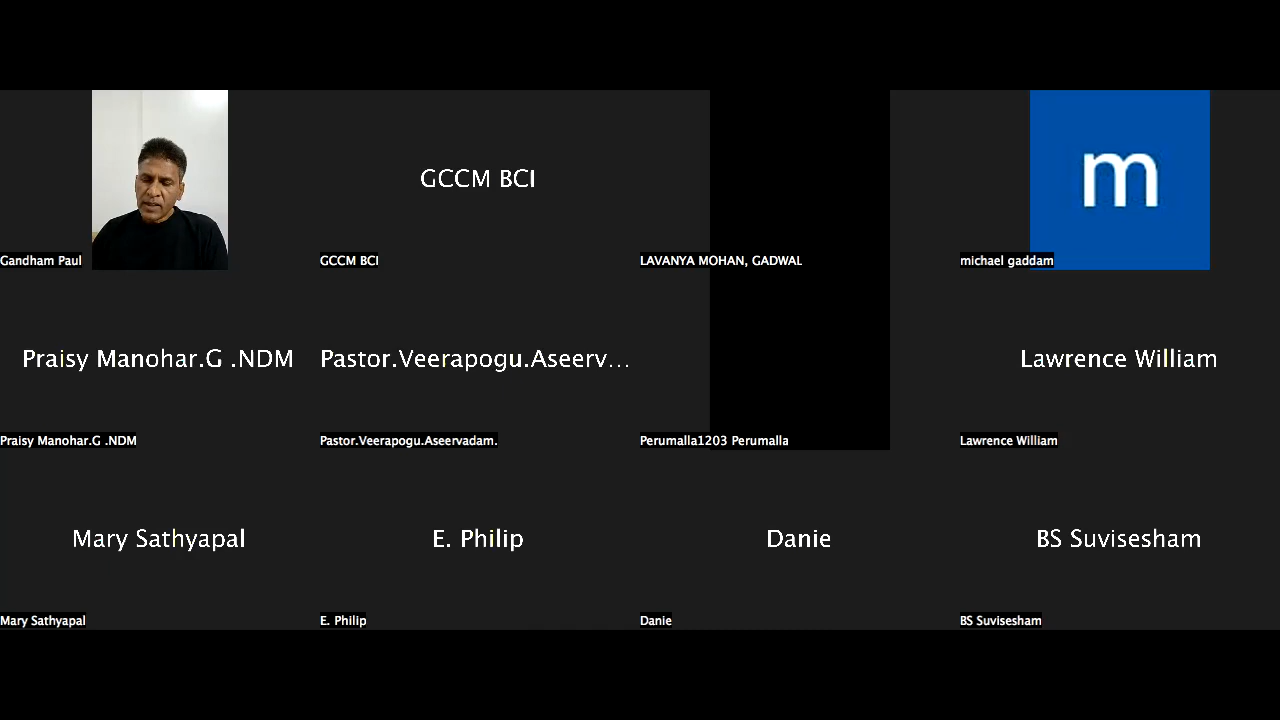 GCCM BCI
m
Gandham Paul
GCCM BCI
LAVANYA MOHAN, GADWAL
michael gaddam
Praisy Manohar.G .NDM
Pastor.Veerapogu.Aseerv...
Lawrence William
Praisy Manohar.G .NDM
Pastor.Veerapogu.Aseervadam.
Perumalla1203 Perumalla
Lawrence William
Mary Sathyapal
E. Philip
Danie
BS Suvisesham
Mary Sathyapal
E. Philip
Danie
BS Suvisesham